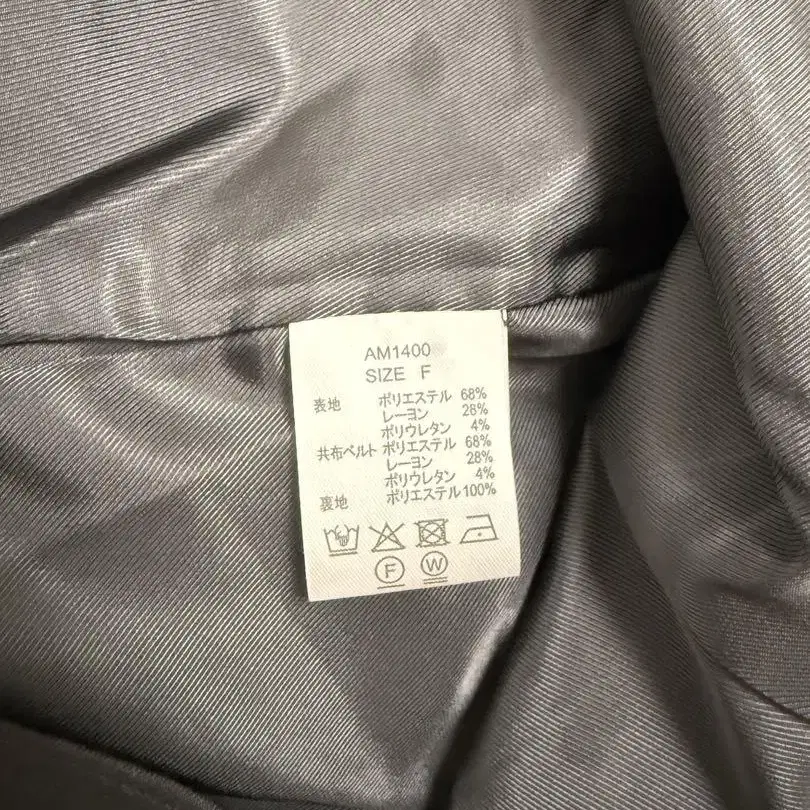 AM1400
SIZE F
表地 ポリエステル 68%
レーヨン 28%
ポリウレタン 4%
共布ベルト ポリエステル 68%
レーヨン 28%
ポリウレタン 4%
裏地 ポリエステル 100%
F W